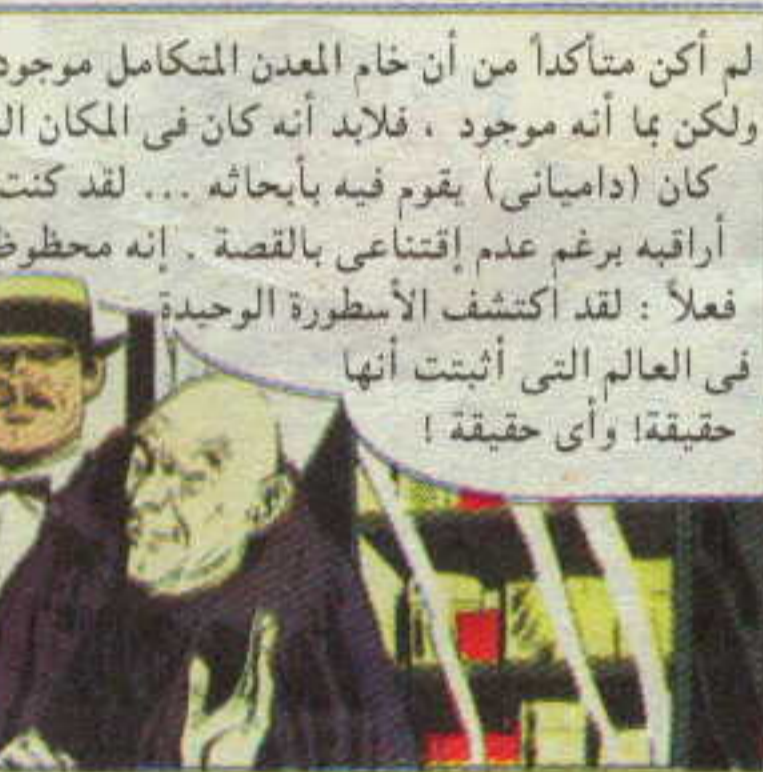 لم أكن متأكداً من أن خام المعدن المتكامل موجود
ولكن بما أنه موجود ، فلابد أنه كان فى المكان
كان (داميانى) يقوم فيه بأبحاثه ... لقد كنت
أراقبه برغم عدم إقتناعى بالقصة . إنه محظوظ
فعلاً : لقد اكتشف الأسطورة الوحيدة
فى العالم التى أثبتت أنها
حقيقة! وأى حقيقة !